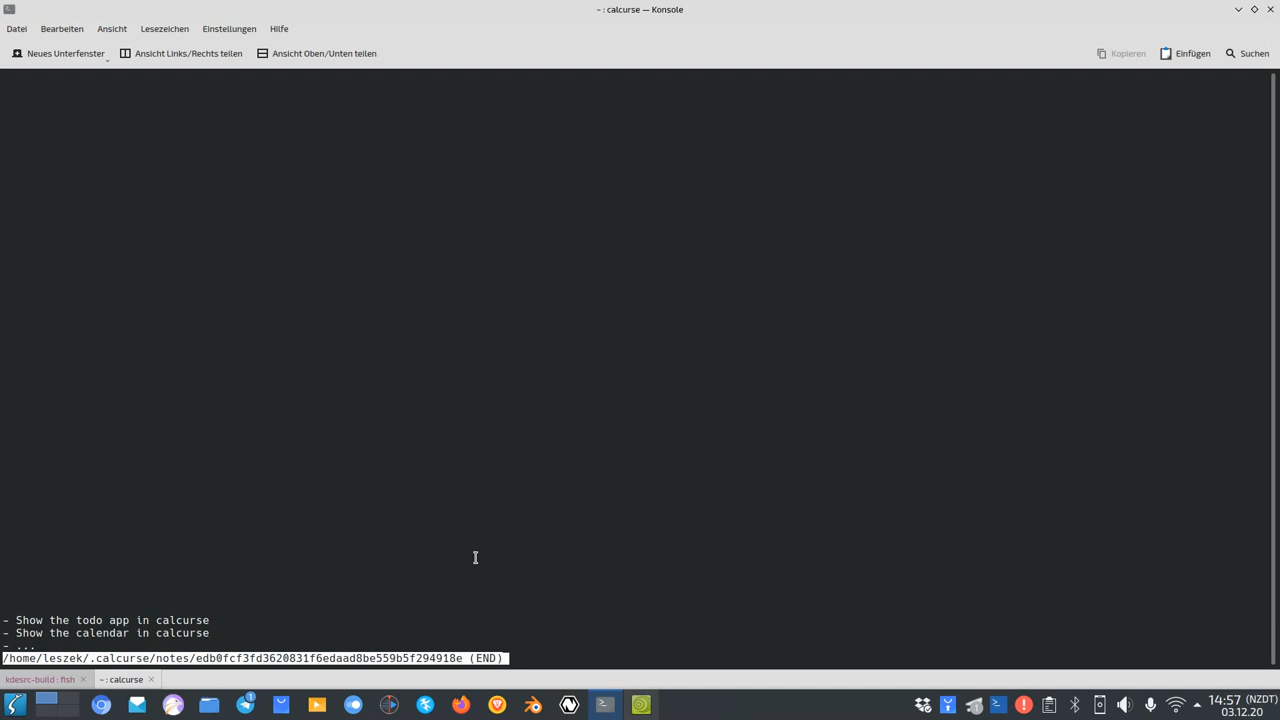 ~ : calcurse — Konsole
Datei Bearbeiten Ansicht Lesezeichen Einstellungen Hilfe
Neues Unterfenster Ansicht Links/Rechts teilen Ansicht Oben/Unten teilen Kopieren Einfügen Suchen
- Show the todo app in calcurse
- Show the calendar in calcurse
- ...
/home/leszek/.calcurse/notes/edb0fcf3fd3620831f6edaad8be559b5f294918e (END)
kdesrc-build : fish ~ : calcurse
1
14:57 (NZDT)
03.12.20